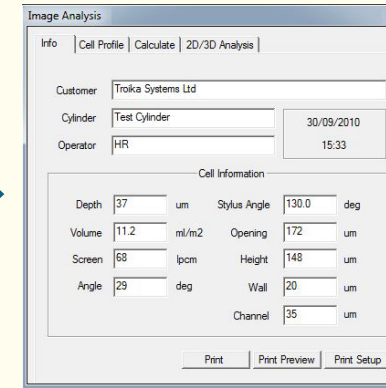 Image Analysis
Info Cell Profile Calculate 2D/3D Analysis
Customer Troika Systems Ltd
Cylinder Test Cylinder 30/09/2010
Operator HR 15:33
Cell Information
Depth 37 um Stylus Angle 130.0 deg
Volume 11.2 ml/m2 Opening 172 um
Screen 68 lpcm Height 148 um
Angle 29 deg Wall 20 um
Channel 35 um
Print Print Preview Print Setup